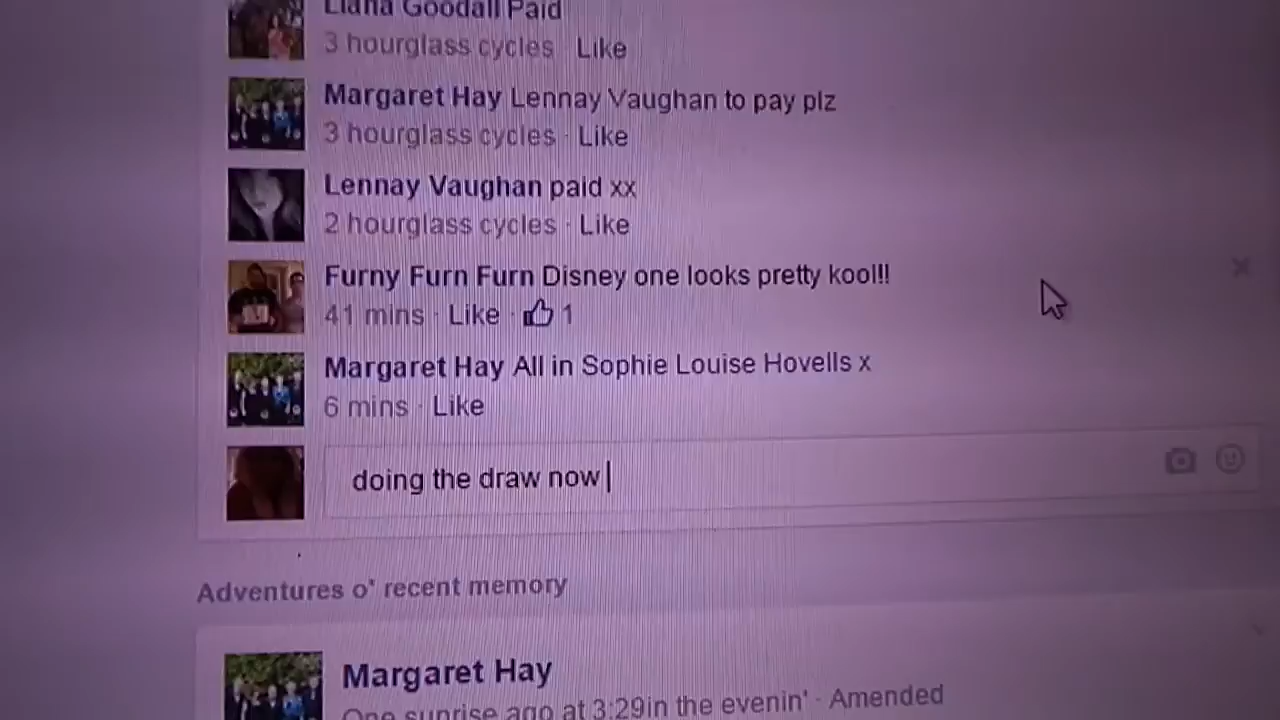 Liana Goodall Paid
3 hourglass cycles · Like
Margaret Hay Lennay Vaughan to pay plz
3 hourglass cycles · Like
Lennay Vaughan paid xx
2 hourglass cycles · Like
Furny Furn Furn Disney one looks pretty kool!!
41 mins · Like · 1
Margaret Hay All in Sophie Louise Hovells x
6 mins · Like
doing the draw now
Adventures o' recent memory
Margaret Hay
One sunrise ago at 3:29in the evenin' · Amended